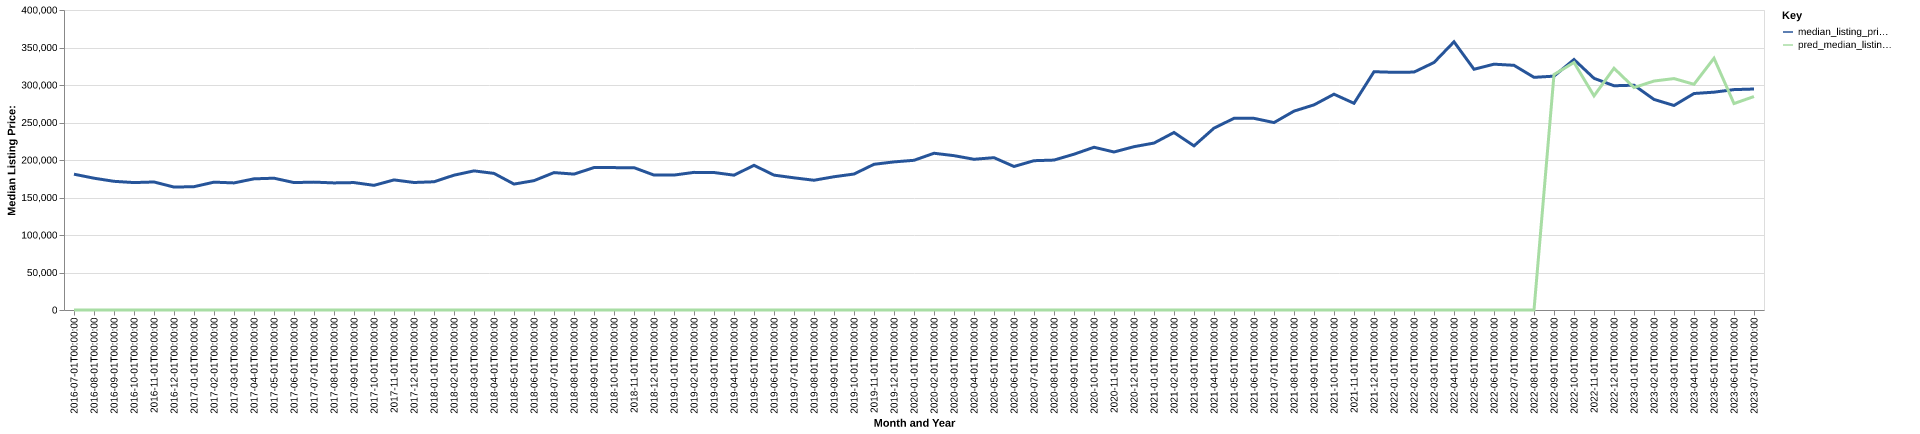 400,000
350,000
300,000
250,000
200,000
150,000
100,000
50,000
0
Median Listing Price:
2016-07-01T00:00:00
2016-08-01T00:00:00
2016-09-01T00:00:00
2016-10-01T00:00:00
2016-11-01T00:00:00
2016-12-01T00:00:00
2017-01-01T00:00:00
2017-02-01T00:00:00
2017-03-01T00:00:00
2017-04-01T00:00:00
2017-05-01T00:00:00
2017-06-01T00:00:00
2017-07-01T00:00:00
2017-08-01T00:00:00
2017-09-01T00:00:00
2017-10-01T00:00:00
2017-11-01T00:00:00
2017-12-01T00:00:00
2018-01-01T00:00:00
2018-02-01T00:00:00
2018-03-01T00:00:00
2018-04-01T00:00:00
2018-05-01T00:00:00
2018-06-01T00:00:00
2018-07-01T00:00:00
2018-08-01T00:00:00
2018-09-01T00:00:00
2018-10-01T00:00:00
2018-11-01T00:00:00
2018-12-01T00:00:00
2019-01-01T00:00:00
2019-02-01T00:00:00
2019-03-01T00:00:00
2019-04-01T00:00:00
2019-05-01T00:00:00
2019-06-01T00:00:00
2019-07-01T00:00:00
2019-08-01T00:00:00
2019-09-01T00:00:00
2019-10-01T00:00:00
2019-11-01T00:00:00
2019-12-01T00:00:00
2020-01-01T00:00:00
2020-02-01T00:00:00
2020-03-01T00:00:00
2020-04-01T00:00:00
2020-05-01T00:00:00
2020-06-01T00:00:00
2020-07-01T00:00:00
2020-08-01T00:00:00
2020-09-01T00:00:00
2020-10-01T00:00:00
2020-11-01T00:00:00
2020-12-01T00:00:00
2021-01-01T00:00:00
2021-02-01T00:00:00
2021-03-01T00:00:00
2021-04-01T00:00:00
2021-05-01T00:00:00
2021-06-01T00:00:00
2021-07-01T00:00:00
2021-08-01T00:00:00
2021-09-01T00:00:00
2021-10-01T00:00:00
2021-11-01T00:00:00
2021-12-01T00:00:00
2022-01-01T00:00:00
2022-02-01T00:00:00
2022-03-01T00:00:00
2022-04-01T00:00:00
2022-05-01T00:00:00
2022-06-01T00:00:00
2022-07-01T00:00:00
2022-08-01T00:00:00
2022-09-01T00:00:00
2022-10-01T00:00:00
2022-11-01T00:00:00
2022-12-01T00:00:00
2023-01-01T00:00:00
2023-02-01T00:00:00
2023-03-01T00:00:00
2023-04-01T00:00:00
2023-05-01T00:00:00
2023-06-01T00:00:00
2023-07-01T00:00:00
Month and Year
Key
median_listing_pri…
pred_median_listin…